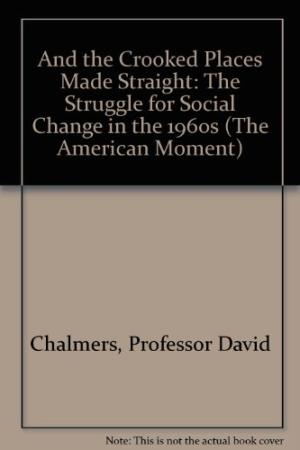 And the Crooked Places
Made Straight: The
Struggle for Social
Change in the 1960s (The
American Moment)
Chalmers, Professor David
Note: This is not the actual book cover